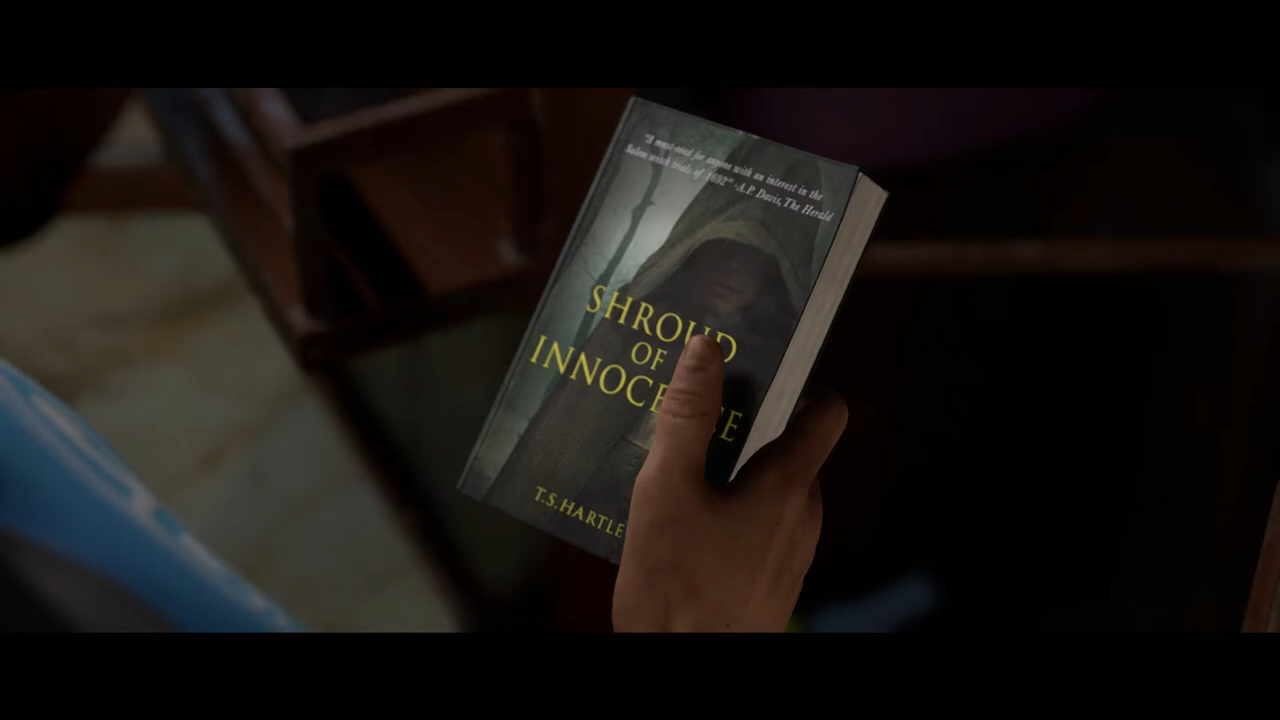 "A must-read for anyone with an interest in the
Salem witch trials of 1692" -A.P. Davis, The Herald
SHROUD
OF
INNOCE CE
T.S.HARTLE